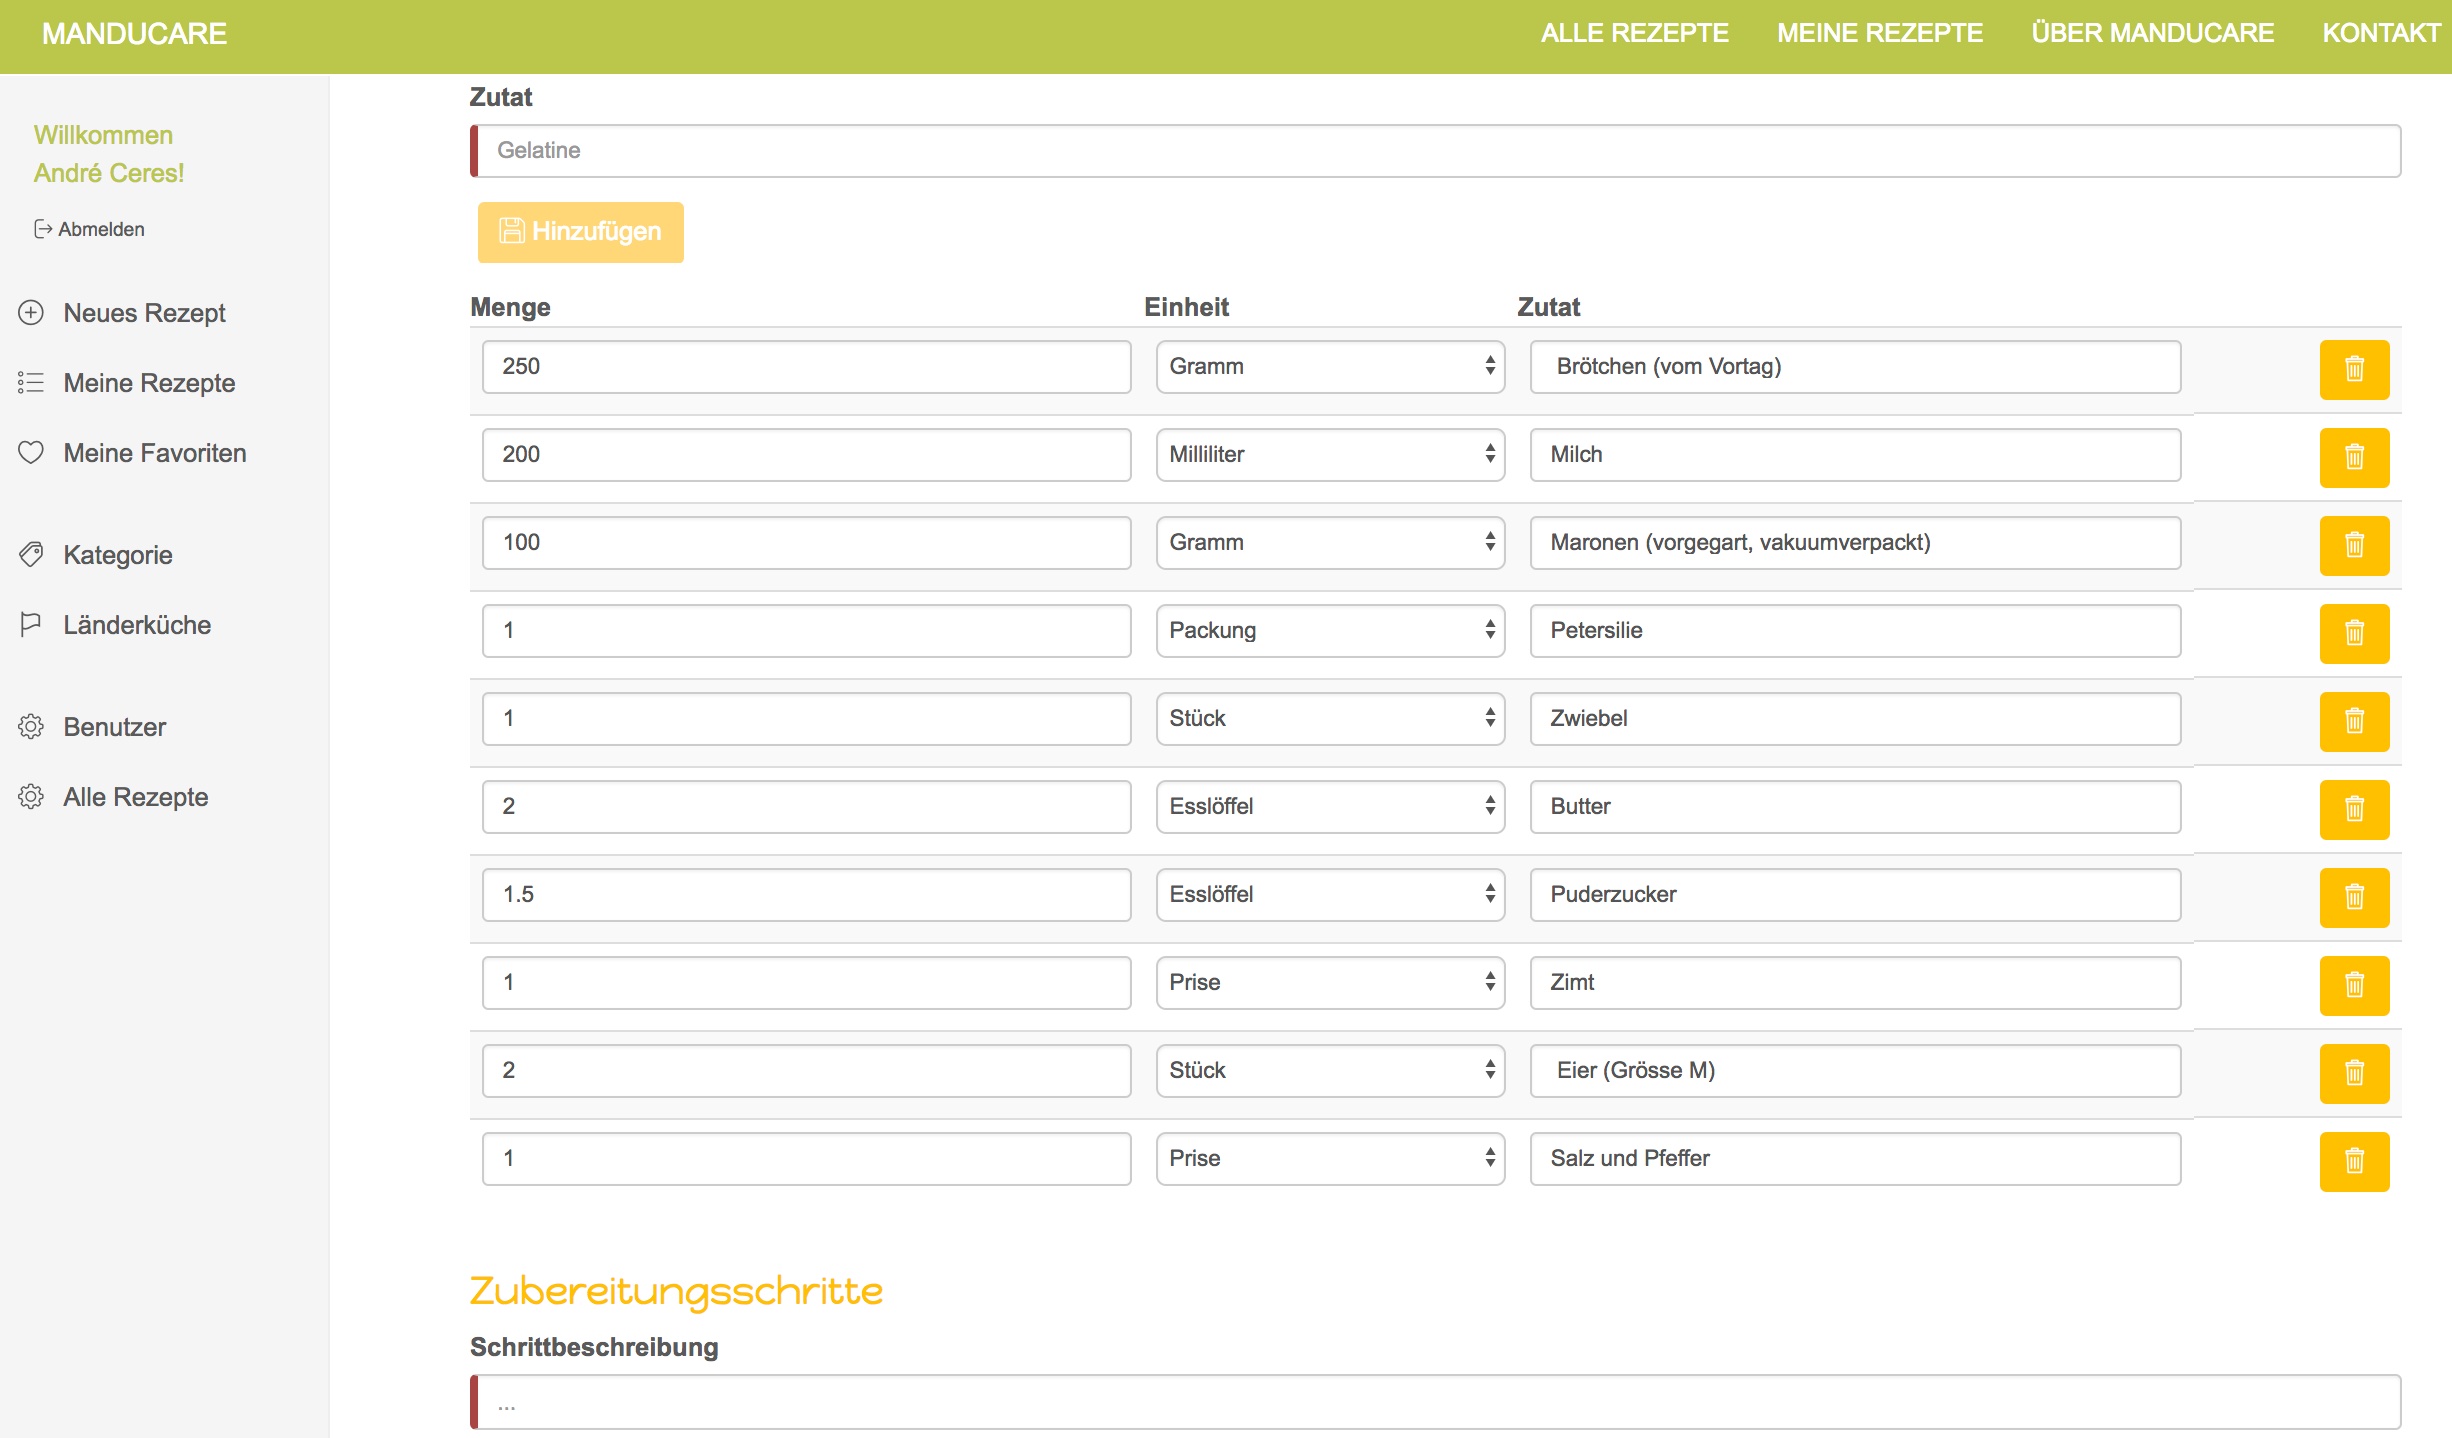 MANDUCARE
ALLE REZEPTE MEINE REZEPTE ÜBER MANDUCARE KONTAKT
Willkommen
André Ceres!
Abmelden
Neues Rezept
Meine Rezepte
Meine Favoriten
Kategorie
Länderküche
Benutzer
Alle Rezepte
Zutat
Gelatine
Hinzufügen
Menge Einheit Zutat
250 Gramm Brötchen (vom Vortag)
200 Milliliter Milch
100 Gramm Maronen (vorgegart, vakuumverpackt)
1 Packung Petersilie
1 Stück Zwiebel
2 Esslöffel Butter
1.5 Esslöffel Puderzucker
1 Prise Zimt
2 Stück Eier (Grösse M)
1 Prise Salz und Pfeffer
Zubereitungsschritte
Schrittbeschreibung
...